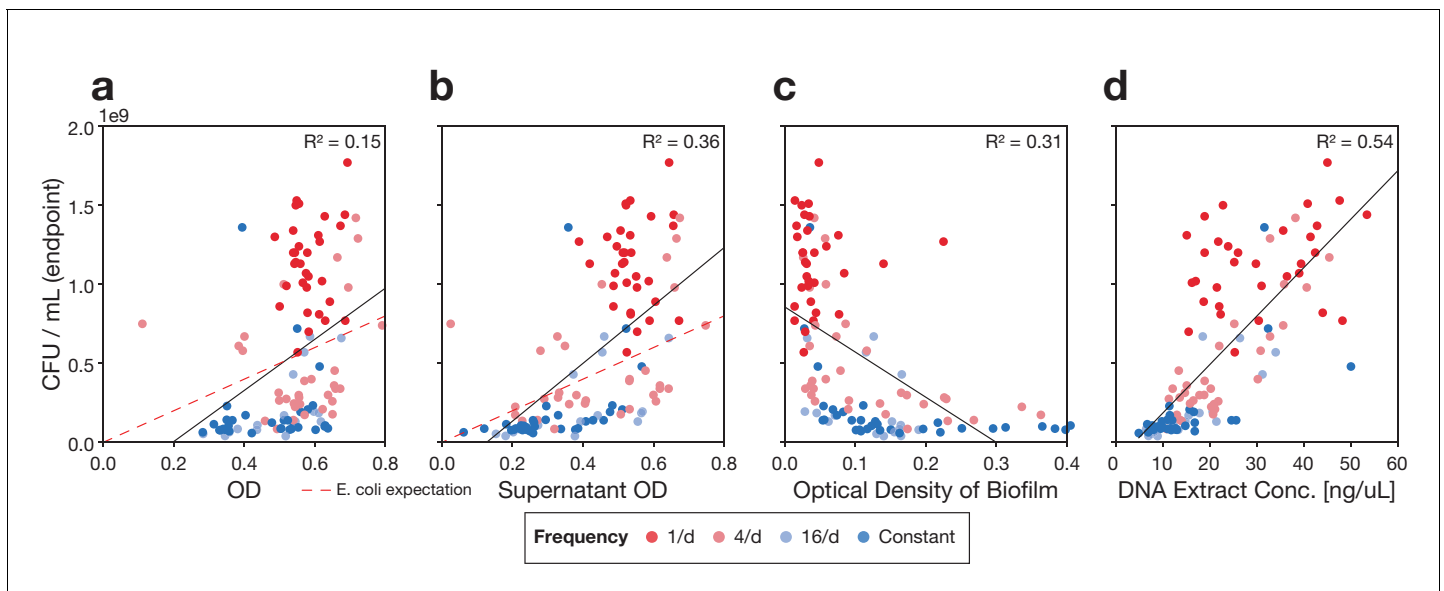 a
b
c
d
1e9
R² = 0.15
R² = 0.36
R² = 0.31
R² = 0.54
CFU / mL (endpoint)
2.0
1.5
1.0
0.5
0.0
0.0 0.2 0.4 0.6 0.8
0.0 0.2 0.4 0.6 0.8
0.0 0.1 0.2 0.3 0.4
0 10 20 30 40 50 60
OD
E. coli expectation
Supernatant OD
Optical Density of Biofilm
DNA Extract Conc. [ng/uL]
Frequency 1/d 4/d 16/d Constant